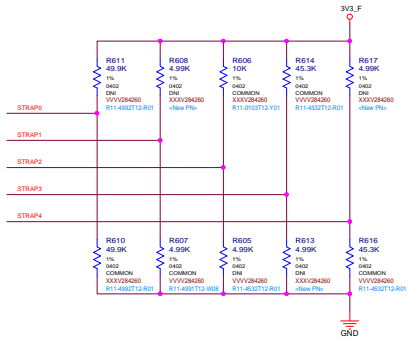 3V3_F
R611
49.9K
1%
0402
DNI
VVVV284260
R11-4992T12-R01
R608
4.99K
1%
0402
DNI
XXXV284260
<New PN>
R606
10K
1%
0402
COMMON
XXXV284260
R11-0103T12-Y01
R614
45.3K
1%
0402
COMMON
VVVV284260
R11-4532T12-R01
R617
4.99K
1%
0402
DNI
XXXV284260
<New PN>
STRAP0
STRAP1
STRAP2
STRAP3
STRAP4
R610
49.9K
1%
0402
COMMON
XXXV284260
R11-4992T12-R01
R607
4.99K
1%
0402
COMMON
XXXV284260
R11-4991T12-W08
R605
4.99K
1%
0402
DNI
VVVV284260
R11-4532T12-R01
R613
4.99K
1%
0402
DNI
XXXV284260
<New PN>
R616
45.3K
1%
0402
COMMON
VVVV284260
R11-4532T12-R01
GND